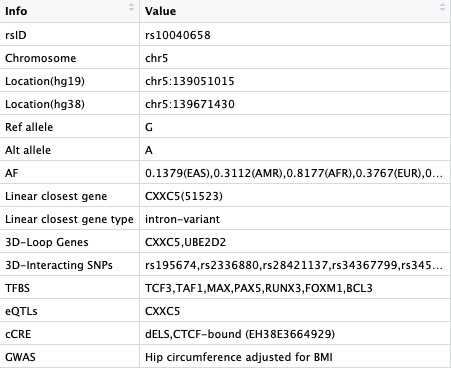 Info Value
rsID rs10040658
Chromosome chr5
Location(hg19) chr5:139051015
Location(hg38) chr5:139671430
Ref allele G
Alt allele A
AF 0.1379(EAS),0.3112(AMR),0.8177(AFR),0.3767(EUR),0...
Linear closest gene CXXC5(51523)
Linear closest gene type intron-variant
3D-Loop Genes CXXC5,UBE2D2
3D-Interacting SNPs rs195674,rs2336880,rs28421137,rs34367799,rs345...
TFBS TCF3,TAF1,MAX,PAX5,RUNX3,FOXM1,BCL3
eQTLs CXXC5
cCRE dELS,CTCF-bound (EH38E3664929)
GWAS Hip circumference adjusted for BMI